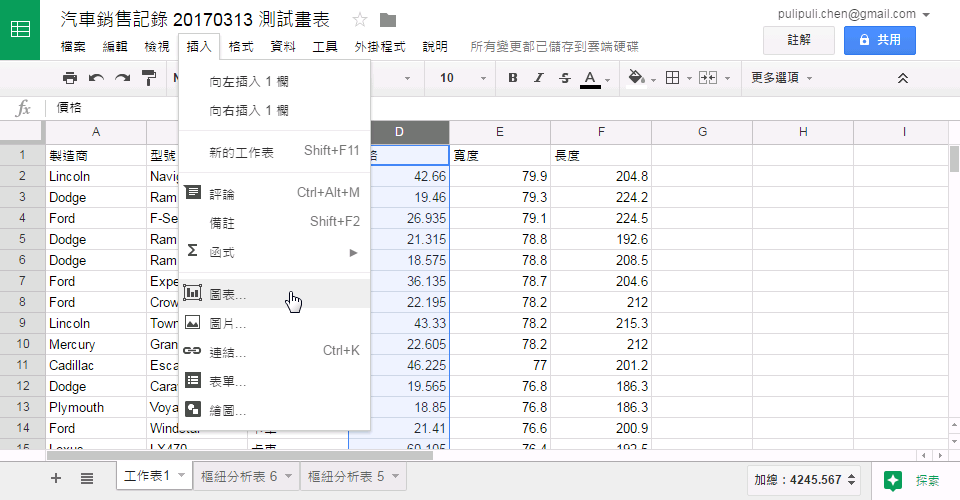 汽車銷售記錄 20170313 測試畫表
pulipuli.chen@gmail.com
檔案 編輯 檢視 插入 格式 資料 工具 外掛程式 說明 所有變更都已儲存到雲端硬碟
註解 共用
10 B I S A 更多選項
fx 價格
向左插入 1 欄
向右插入 1 欄
新的工作表 Shift+F11
評論 Ctrl+Alt+M
備註 Shift+F2
Σ 函式
圖表...
圖片...
連結... Ctrl+K
表單...
繪圖...
A D E F G H I
1 製造商 型號 格 寬度 長度
2 Lincoln Navig 42.66 79.9 204.8
3 Dodge Ram 19.46 79.3 224.2
4 Ford F-Se 26.935 79.1 224.5
5 Dodge Ram 21.315 78.8 192.6
6 Dodge Ram 18.575 78.8 208.5
7 Ford Expe 36.135 78.7 204.6
8 Ford Crow 22.195 78.2 212
9 Lincoln Town 43.33 78.2 215.3
10 Mercury Gran 22.605 78.2 212
11 Cadillac Esca 46.225 77 201.2
12 Dodge Carav 19.565 76.8 186.3
13 Plymouth Voya 18.85 76.8 186.3
14 Ford Windstar 卡車 21.41 76.6 200.9
15 Lexus LX470 卡車 60.105 76.4 192.5
工作表1 樞紐分析表 6 樞紐分析表 5 加總：4245.567 探索